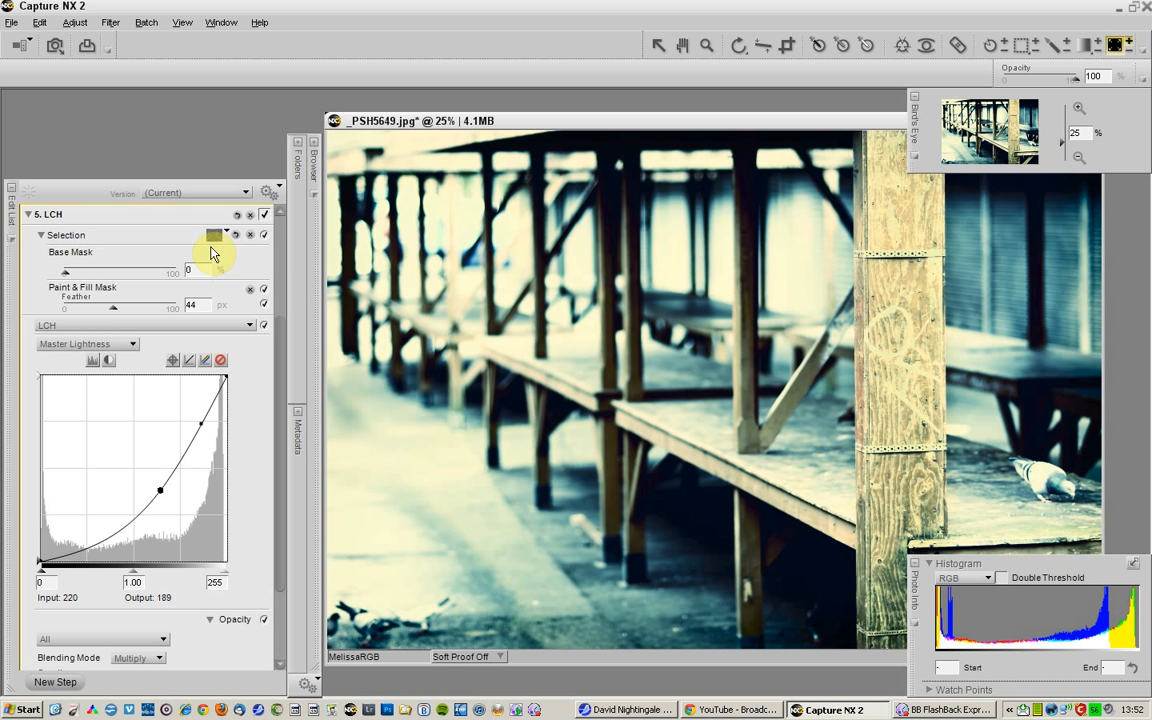 Capture NX 2
File Edit Adjust Filter Batch View Window Help
Opacity
0 100
100 %
_PSH5649.jpg* @ 25% | 4.1MB
Bird's Eye
25 %
Folders
Browser
Metadata
Edit List
Version (Current)
5. LCH
Selection
Base Mask
0 %
100
Paint & Fill Mask
Feather
0 100
44 px
LCH
Master Lightness
0 1.00 255
Input: 220 Output: 189
Opacity
All
Blending Mode Multiply
New Step
MelissaRGB Soft Proof Off
Photo Info
Histogram
RGB Double Threshold
- Start End -
Watch Points
Start
David Nightingale ...
YouTube - Broadc...
Capture NX 2
BB FlashBack Expr...
13:52